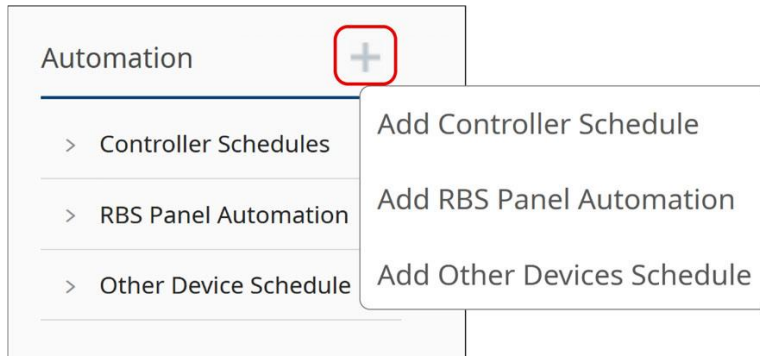 Automation
Controller Schedules
RBS Panel Automation
Other Device Schedule
Add Controller Schedule
Add RBS Panel Automation
Add Other Devices Schedule